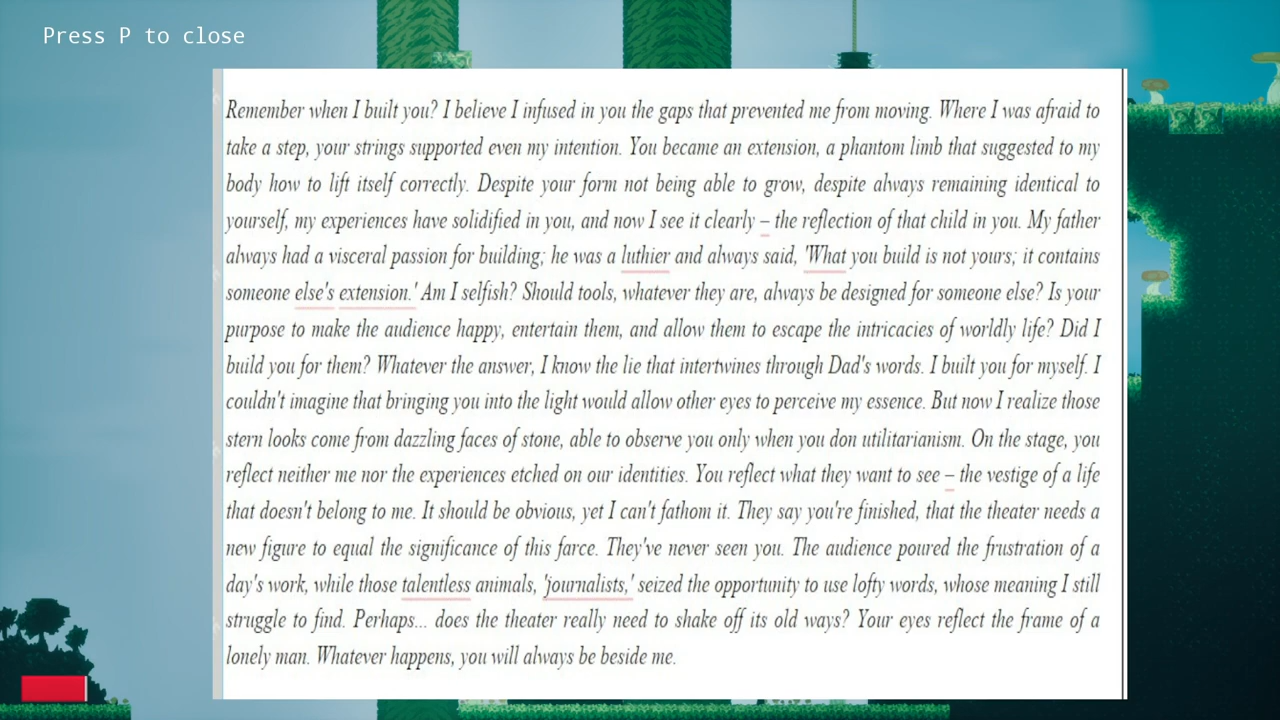 Press P to close
Remember when I built you? I believe I infused in you the gaps that prevented me from moving. Where I was afraid to
take a step, your strings supported even my intention. You became an extension, a phantom limb that suggested to my
body how to lift itself correctly. Despite your form not being able to grow, despite always remaining identical to
yourself, my experiences have solidified in you, and now I see it clearly – the reflection of that child in you. My father
always had a visceral passion for building; he was a luthier and always said, 'What you build is not yours; it contains
someone else's extension.' Am I selfish? Should tools, whatever they are, always be designed for someone else? Is your
purpose to make the audience happy, entertain them, and allow them to escape the intricacies of worldly life? Did I
build you for them? Whatever the answer, I know the lie that intertwines through Dad's words. I built you for myself. I
couldn't imagine that bringing you into the light would allow other eyes to perceive my essence. But now I realize those
stern looks come from dazzling faces of stone, able to observe you only when you don utilitarianism. On the stage, you
reflect neither me nor the experiences etched on our identities. You reflect what they want to see – the vestige of a life
that doesn't belong to me. It should be obvious, yet I can't fathom it. They say you're finished, that the theater needs a
new figure to equal the significance of this farce. They've never seen you. The audience poured the frustration of a
day's work, while those talentless animals, 'journalists,' seized the opportunity to use lofty words, whose meaning I still
struggle to find. Perhaps... does the theater really need to shake off its old ways? Your eyes reflect the frame of a
lonely man. Whatever happens, you will always be beside me.